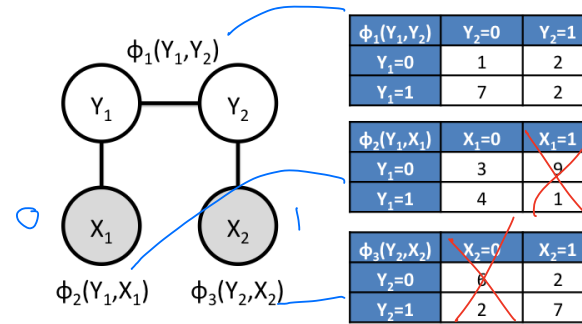 ϕ₁(Y₁,Y₂)
Y₁
Y₂
X₁
X₂
0
1
ϕ₂(Y₁,X₁)
ϕ₃(Y₂,X₂)
ϕ₁(Y₁,Y₂) Y₂=0 Y₂=1
Y₁=0 1 2
Y₁=1 7 2
ϕ₂(Y₁,X₁) X₁=0 X₁=1
Y₁=0 3 9
Y₁=1 4 1
ϕ₃(Y₂,X₂) X₂=0 X₂=1
Y₂=0 6 2
Y₂=1 2 7